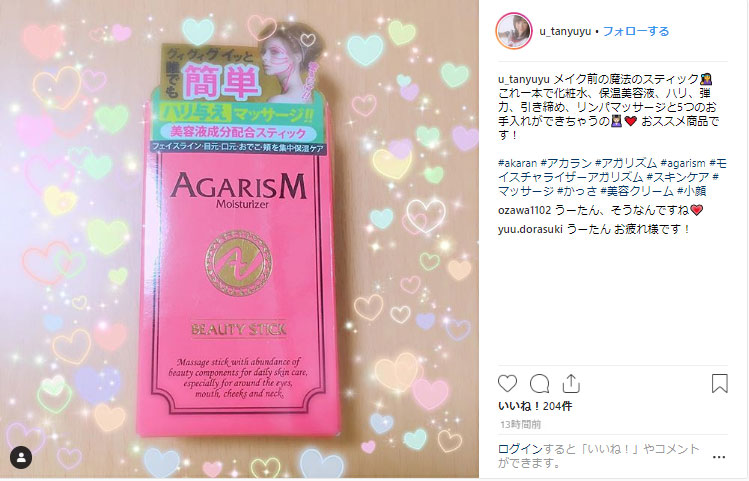 グィヴィグイッと
誰でも
簡単
ハリ与えマッサージ!!
美容液成分配合スティック
フェイスライン・目元・口元・おでこ・頬を集中保湿ケア
AGARISM
Moisturizer
BEAUTY STICK
Massage stick with abundance of
beauty components for daily skin care,
especially for around the eyes,
mouth, cheeks and neck.
u_tanyuyu • フォローする
u_tanyuyu メイク前の魔法のスティック🙍‍♀️
これ一本で化粧水、保湿美容液、ハリ、弾
力、引き締め、リンパマッサージと5つのお
手入れができちゃうの💆‍♀️❤️ おススメ商品で
す！
#akaran #アカラン #アガリズム #agarism #モ
イスチャライザーアガリズム #スキンケア #
マッサージ #かっさ #美容クリーム #小顔
ozawa1102 うーたん、そうなんですね❤️
yuu.dorasuki うーたん お疲れ様です！
いいね！204件
13時間前
ログインすると「いいね！」やコメント
ができます。